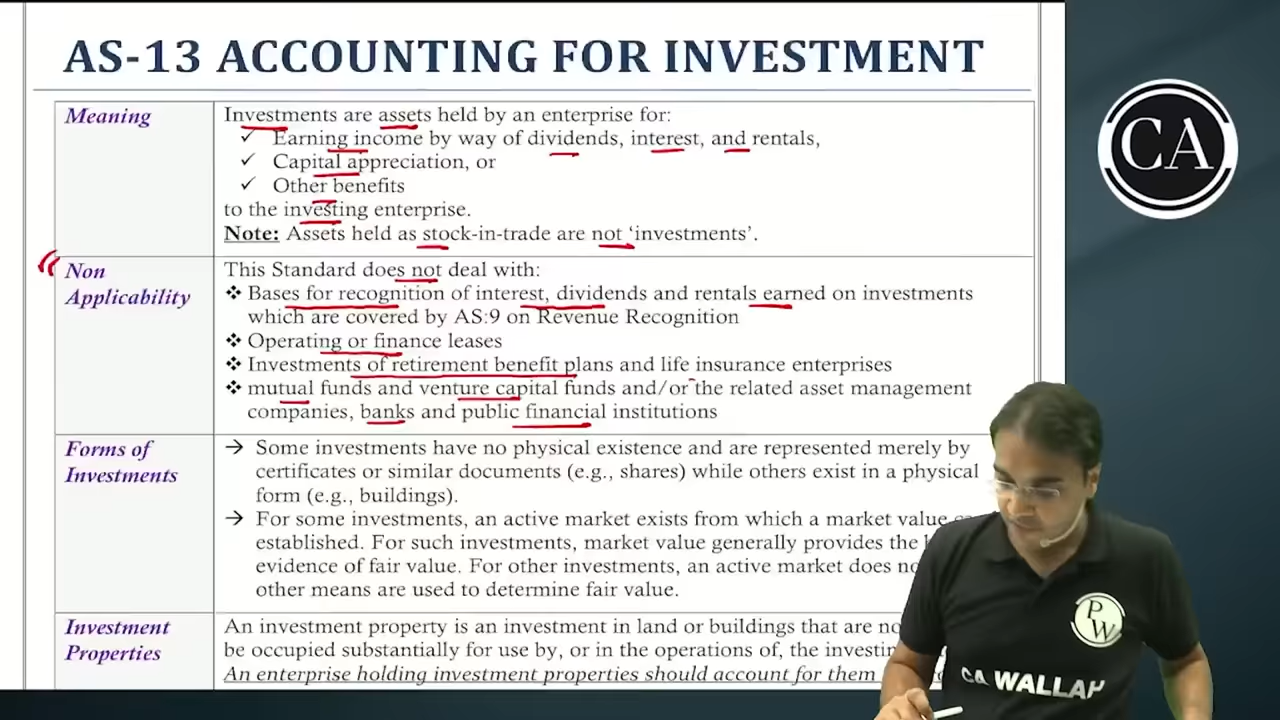 AS-13 ACCOUNTING FOR INVESTMENT
Meaning
Investments are assets held by an enterprise for:
✓ Earning income by way of dividends, interest, and rentals,
✓ Capital appreciation, or
✓ Other benefits
to the investing enterprise.
Note: Assets held as stock-in-trade are not ‘investments’.
Non
Applicability
This Standard does not deal with:
❖ Bases for recognition of interest, dividends and rentals earned on investments
which are covered by AS:9 on Revenue Recognition
❖ Operating or finance leases
❖ Investments of retirement benefit plans and life insurance enterprises
❖ mutual funds and venture capital funds and/or the related asset management
companies, banks and public financial institutions
Forms of
Investments
→ Some investments have no physical existence and are represented merely by
certificates or similar documents (e.g., shares) while others exist in a physical
form (e.g., buildings).
→ For some investments, an active market exists from which a market value
established. For such investments, market value generally provides the
evidence of fair value. For other investments, an active market does
other means are used to determine fair value.
Investment
Properties
An investment property is an investment in land or buildings that are
be occupied substantially for use by, or in the operations of, the
An enterprise holding investment properties should account for them
CA
PW
CA WALLAH